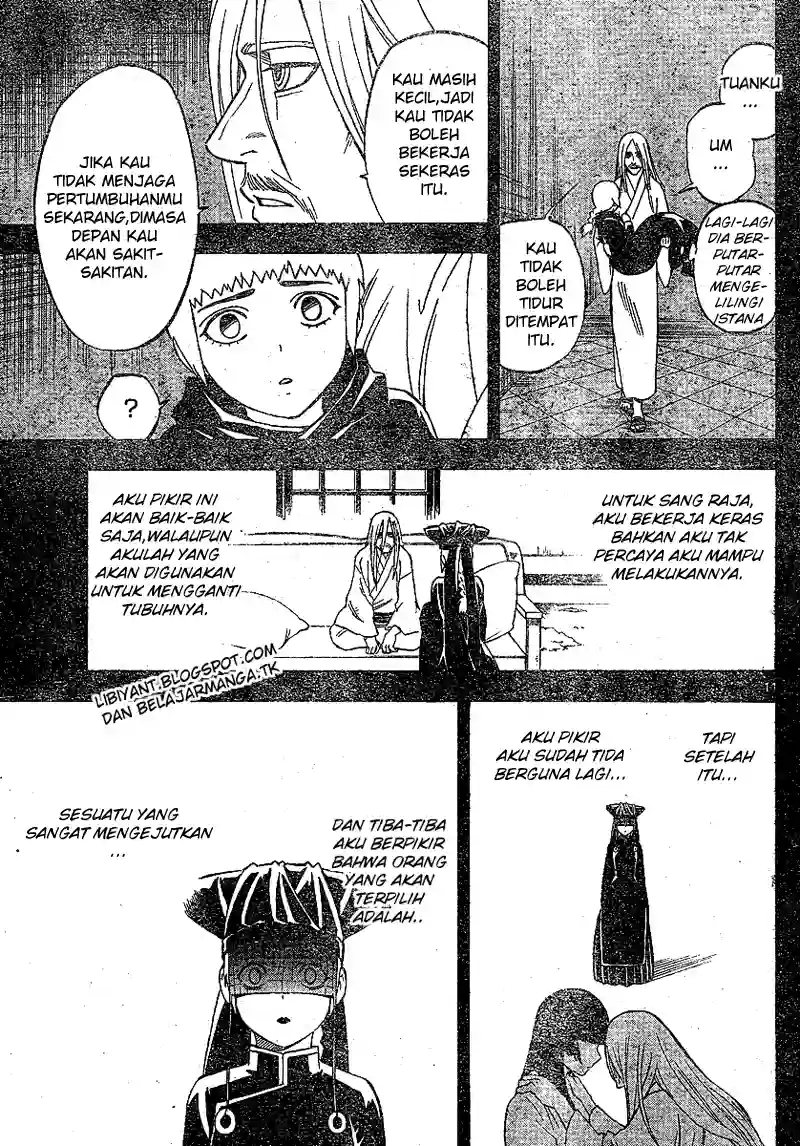 TUANKU
...
UM
...
LAGI-LAGI
DIA BER-
PUTAR-
PUTAR
MENGE-
LILINGI
ISTANA
KAU
TIDAK
BOLEH
TIDUR
DITEMPAT
ITU.
KAU MASIH
KECIL,JADI
KAU TIDAK
BOLEH
BEKERJA
SEKERAS
ITU.
JIKA KAU
TIDAK MENJAGA
PERTUMBUHANMU
SEKARANG,DIMASA
DEPAN KAU
AKAN SAKIT-
SAKITAN.
?
UNTUK SANG RAJA,
AKU BEKERJA KERAS
BAHKAN AKU TAK
PERCAYA AKU MAMPU
MELAKUKANNYA.
AKU PIKIR INI
AKAN BAIK-BAIK
SAJA,WALAUPUN
AKULAH YANG
AKAN DIGUNAKAN
UNTUK MENGGANTI
TUBUHNYA.
LIBIYANT.BLOGSPOT.COM
DAN BELAJARMANGA.TK
TAPI
SETELAH
ITU...
AKU PIKIR
AKU SUDAH TIDA
BERGUNA LAGI...
DAN TIBA-TIBA
AKU BERPIKIR
BAHWA ORANG
YANG AKAN
TERPILIH
ADALAH..
SESUATU YANG
SANGAT MENGEJUTKAN
...